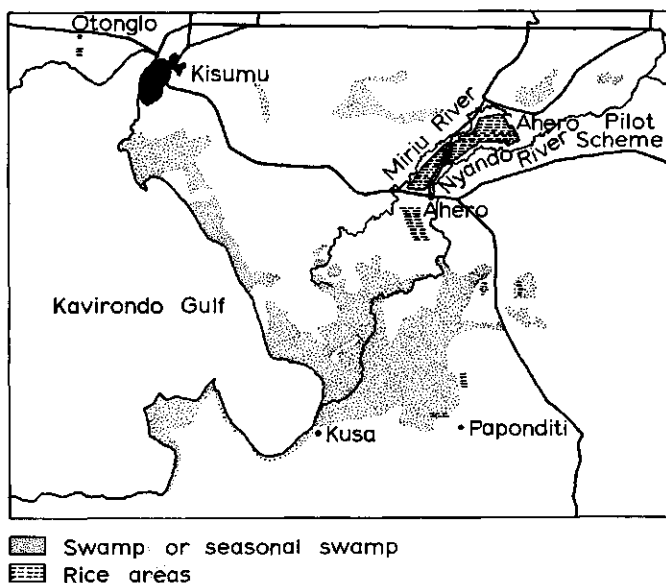 Otonglo
Kisumu
Miriu River
Ahero Pilot
Scheme
Nyando River
Ahero
Kavirondo Gulf
Kusa
Paponditi
Swamp or seasonal swamp
Rice areas